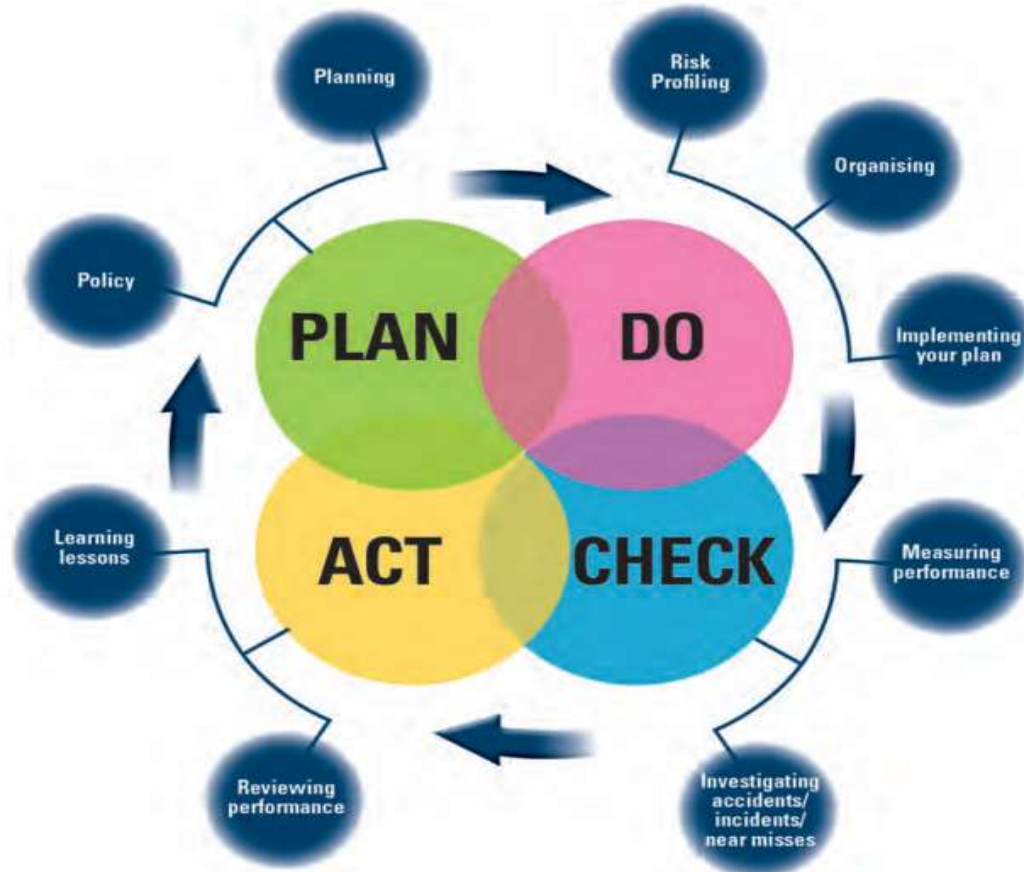 Planning
Risk
Profiling
Organising
Policy
PLAN
DO
Implementing
your plan
Learning
lessons
ACT
CHECK
Measuring
performance
Reviewing
performance
Investigating
accidents/
incidents/
near misses